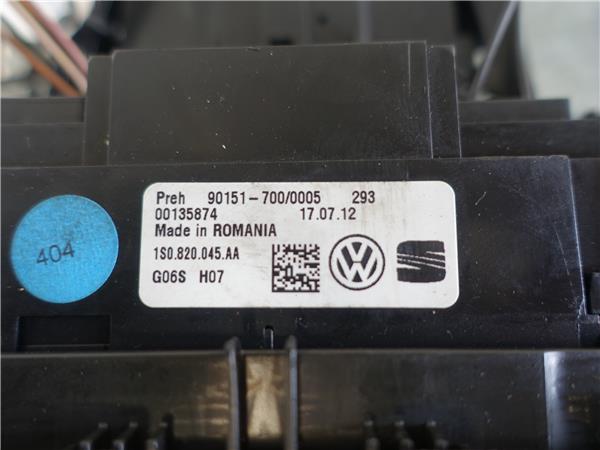 Preh 90151-700/0005 293
00135874 17.07.12
Made in ROMANIA
1S0.820.045.AA
G06S H07
404